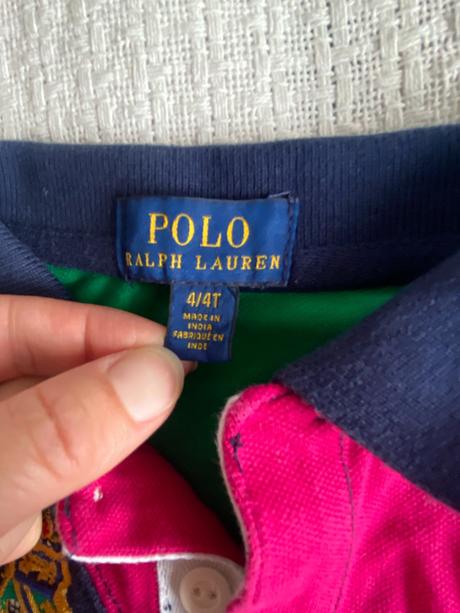 POLO
RALPH LAUREN
4/4T
MADE IN
INDIA
FABRIQUÉ EN
INDE